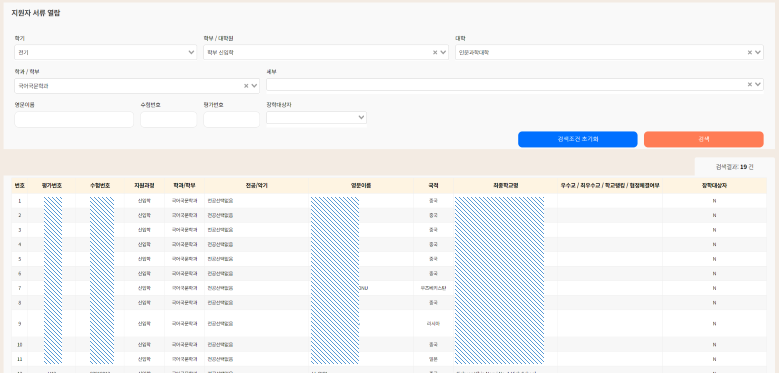 지원자 서류 열람
학기 학부 / 대학원 대학
전기 학부 신입학 인문과학대학
학과 / 학부 세부
국어국문학과
영문이름 수험번호 평가번호 장학대상자
검색조건 초기화 검색
검색결과: 19 건
번호 평가번호 수험번호 지원과정 학과/학부 전공/악기 영문이름 국적 최종학교명 우수교 / 최우수교 / 학교랭킹 / 협정체결여부 장학대상자
1 신입학 국어국문학과 전공선택없음 중국 N
2 신입학 국어국문학과 전공선택없음 중국 N
3 신입학 국어국문학과 전공선택없음 중국 N
4 신입학 국어국문학과 전공선택없음 중국 N
5 신입학 국어국문학과 전공선택없음 중국 N
6 신입학 국어국문학과 전공선택없음 중국 N
7 신입학 국어국문학과 전공선택없음 우즈베키스탄 N
8 신입학 국어국문학과 전공선택없음 중국 N
9 신입학 국어국문학과 전공선택없음 러시아 N
10 신입학 국어국문학과 전공선택없음 중국 N
11 신입학 국어국문학과 전공선택없음 일본 N